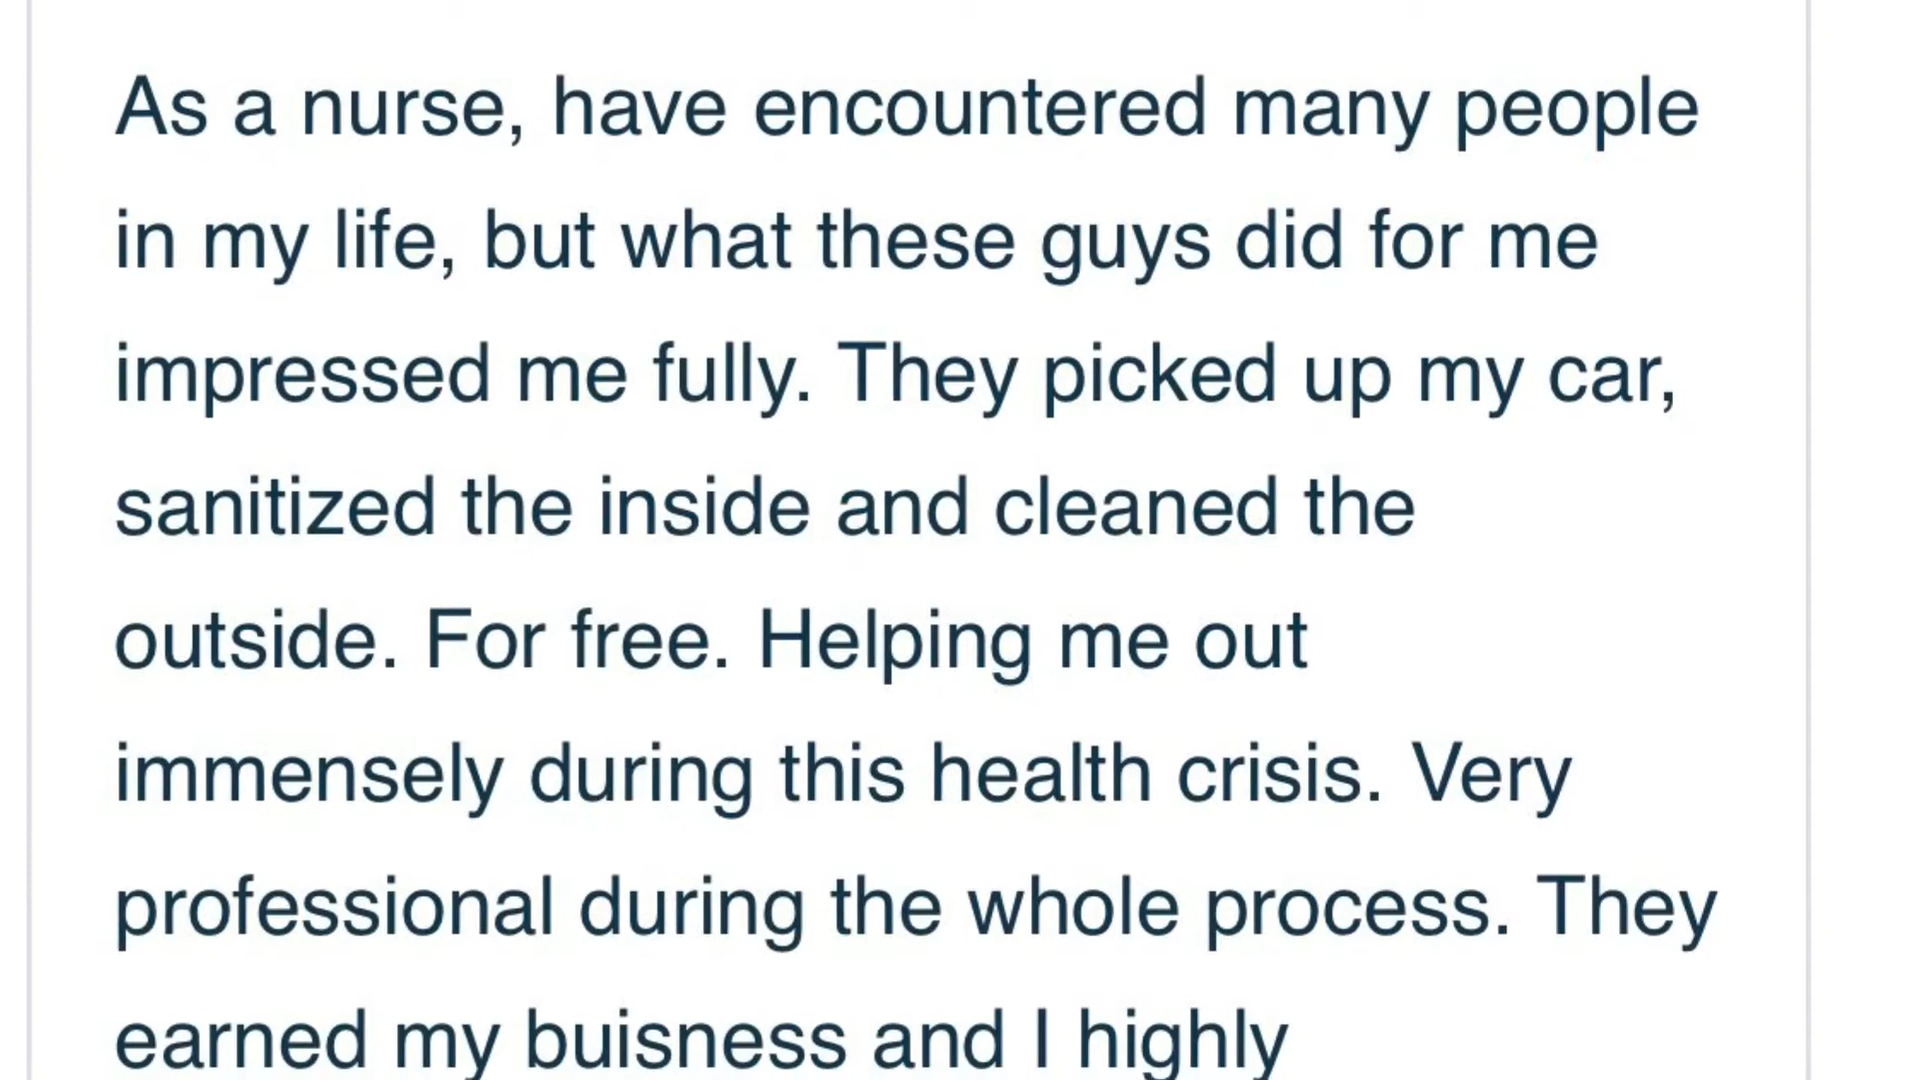 As a nurse, have encountered many people
in my life, but what these guys did for me
impressed me fully. They picked up my car,
sanitized the inside and cleaned the
outside. For free. Helping me out
immensely during this health crisis. Very
professional during the whole process. They
earned my buisness and I highly